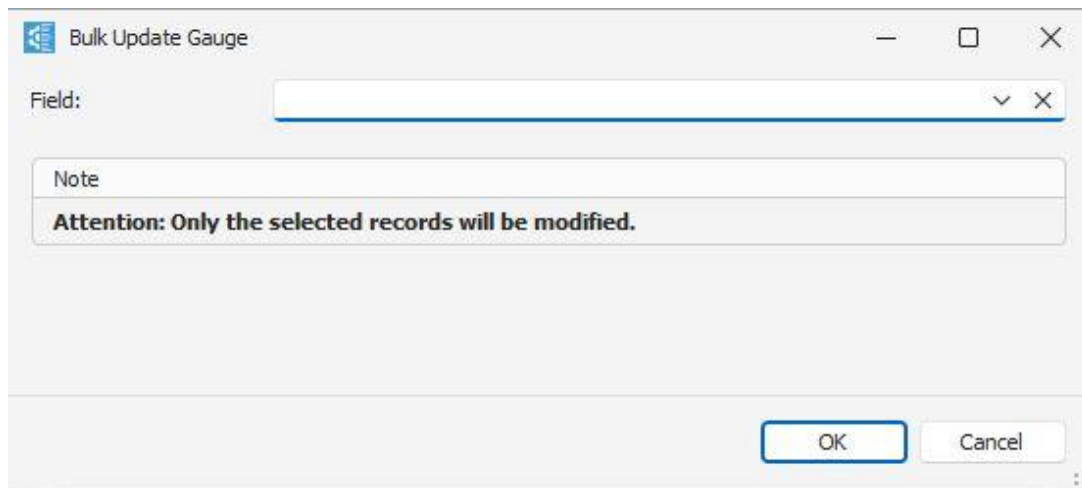 Bulk Update Gauge
Field:
Note
Attention: Only the selected records will be modified.
OK
Cancel